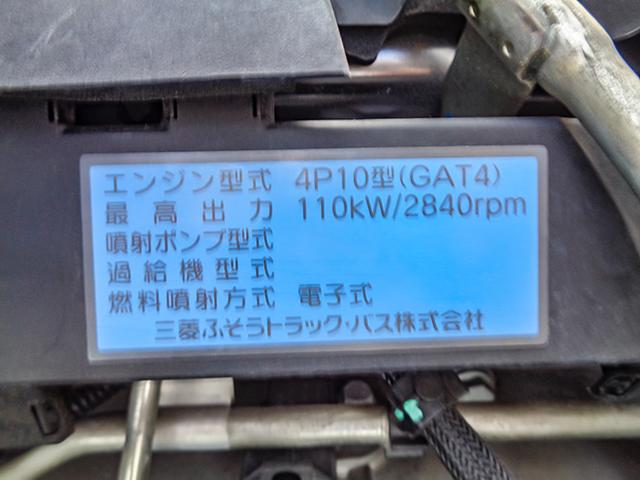 エンジン型式 4P10型(GAT4)
最高出力 110kW/2840rpm
噴射ポンプ型式
過給機型式
燃料噴射方式 電子式
三菱ふそうトラック・バス株式会社